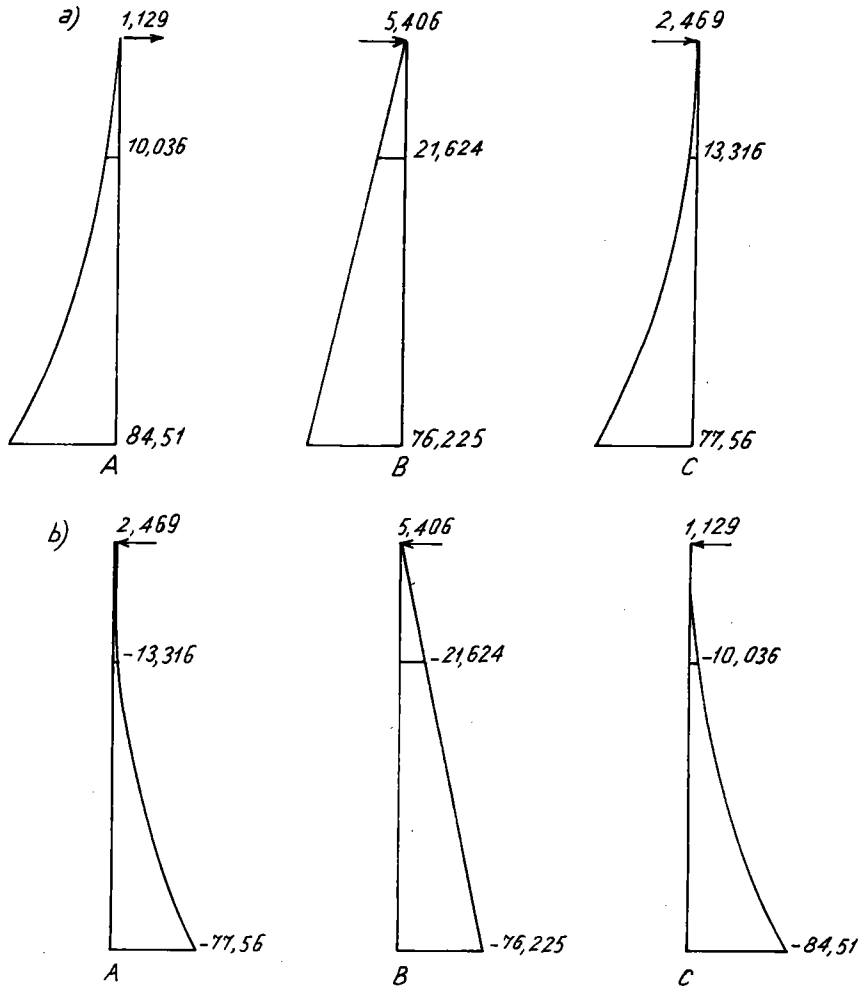 a)
1,129
5,406
2,469
10,036
21,624
13,316
84,51
76,225
77,56
A
B
C
b)
2,469
5,406
1,129
-13,316
-21,624
-10,036
-77,56
-76,225
-84,51
A
B
C